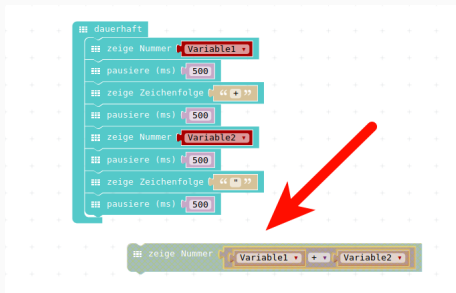 dauerhaft
zeige Nummer Variable1
pausiere (ms) 500
zeige Zeichenfolge “ + ”
pausiere (ms) 500
zeige Nummer Variable2
pausiere (ms) 500
zeige Zeichenfolge “ ”
pausiere (ms) 500
zeige Nummer Variable1 + Variable2